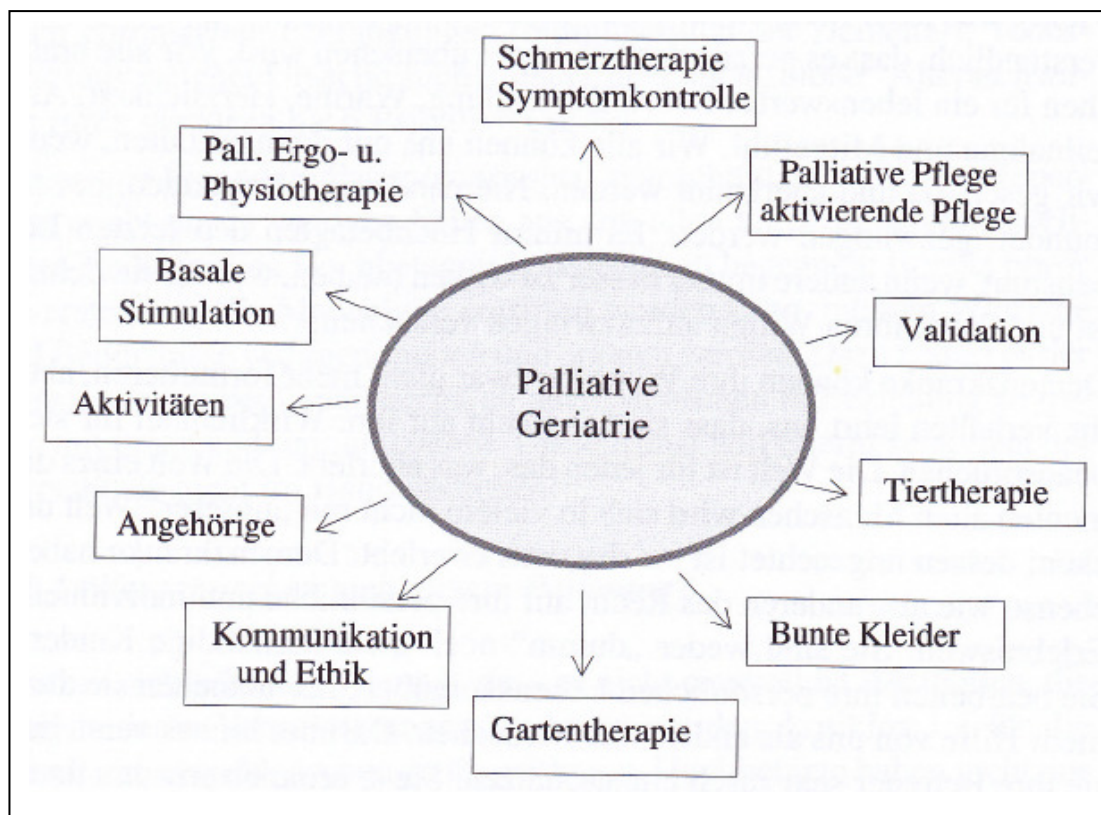 Schmerztherapie
Symptomkontrolle
Pall. Ergo- u.
Physiotherapie
Palliative Pflege
aktivierende Pflege
Basale
Stimulation
Validation
Palliative
Geriatrie
Aktivitäten
Tiertherapie
Angehörige
Kommunikation
und Ethik
Bunte Kleider
Gartentherapie